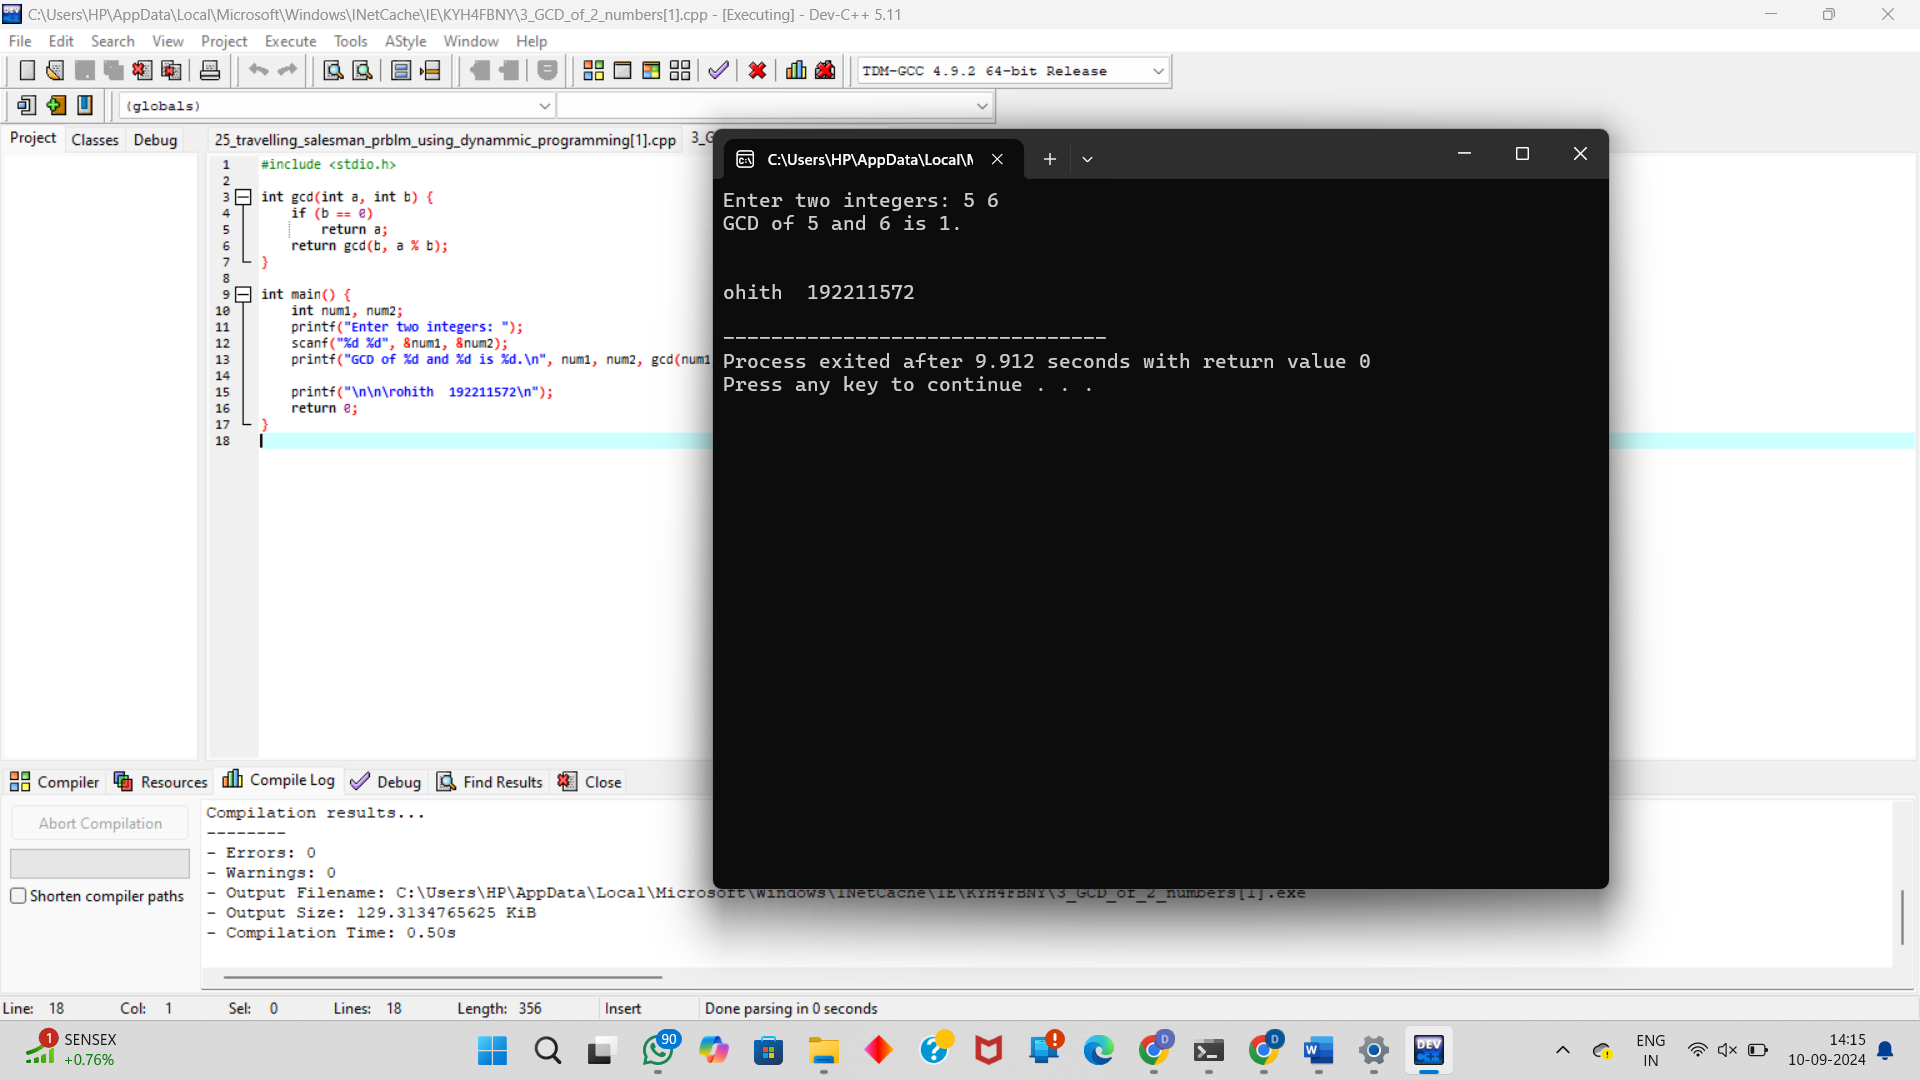 C:\Users\HP\AppData\Local\Microsoft\Windows\INetCache\IE\KYH4FBNY\3_GCD_of_2_numbers[1].cpp - [Executing] - Dev-C++ 5.11
File Edit Search View Project Execute Tools AStyle Window Help
TDM-GCC 4.9.2 64-bit Release
(globals)
Project Classes Debug
25_travelling_salesman_prblm_using_dynammic_programming[1].cpp 3_G
1 #include <stdio.h>
2
3 int gcd(int a, int b) {
4 if (b == 0)
5 return a;
6 return gcd(b, a % b);
7 }
8
9 int main() {
10 int num1, num2;
11 printf("Enter two integers: ");
12 scanf("%d %d", &num1, &num2);
13 printf("GCD of %d and %d is %d.\n", num1, num2, gcd(num1
14
15 printf("\n\n\rohith  192211572\n");
16 return 0;
17 }
18
C:\Users\HP\AppData\Local\
Enter two integers: 5 6
GCD of 5 and 6 is 1.
ohith  192211572
--------------------------------
Process exited after 9.912 seconds with return value 0
Press any key to continue . . .
Compiler Resources Compile Log Debug Find Results Close
Abort Compilation
Shorten compiler paths
Compilation results...
--------
- Errors: 0
- Warnings: 0
- Output Filename: C:\Users\HP\AppData\Local\Microsoft\Windows\INetCache\IE\KYH4FBNY\3_GCD_of_2_numbers[1].exe
- Output Size: 129.3134765625 KiB
- Compilation Time: 0.50s
Line: 18 Col: 1 Sel: 0 Lines: 18 Length: 356 Insert Done parsing in 0 seconds
1
SENSEX
+0.76%
90
D
D
DEV
C++
ENG
IN
14:15
10-09-2024